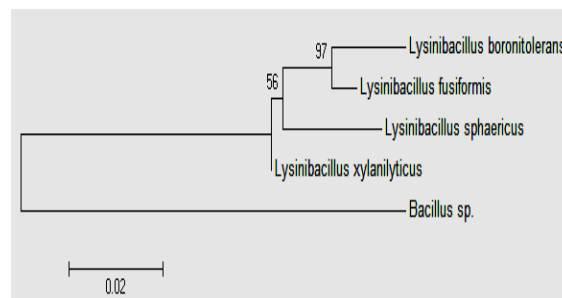 97
Lysinibacillus boronitolerans
56
Lysinibacillus fusiformis
Lysinibacillus sphaericus
Lysinibacillus xylanilyticus
Bacillus sp.
0.02